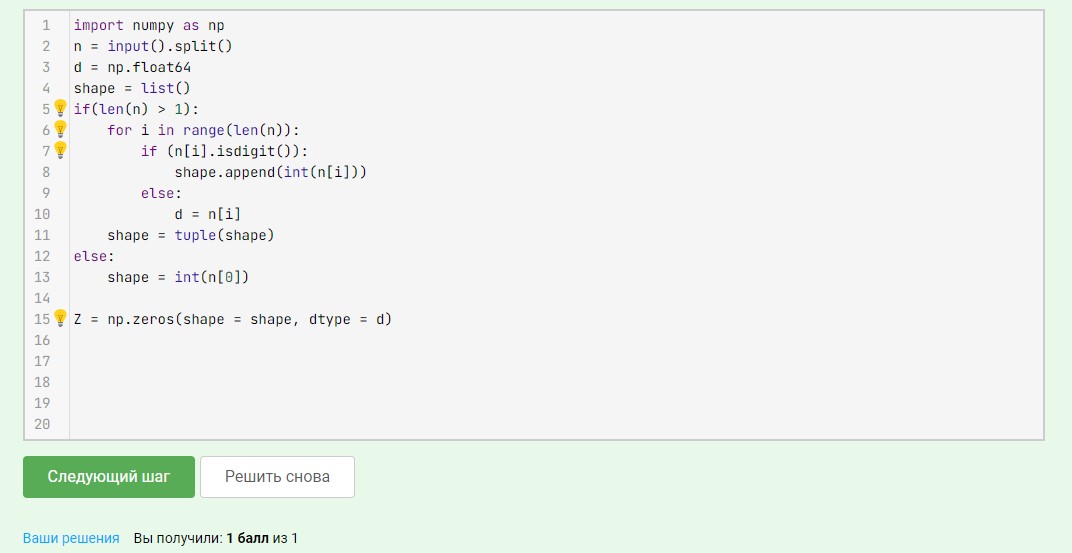 1 import numpy as np
2 n = input().split()
3 d = np.float64
4 shape = list()
5 if(len(n) > 1):
6     for i in range(len(n)):
7         if (n[i].isdigit()):
8             shape.append(int(n[i]))
9         else:
10             d = n[i]
11     shape = tuple(shape)
12 else:
13     shape = int(n[0])
14
15 Z = np.zeros(shape = shape, dtype = d)
16
17
18
19
20
Следующий шаг Решить снова
Ваши решения Вы получили: 1 балл из 1